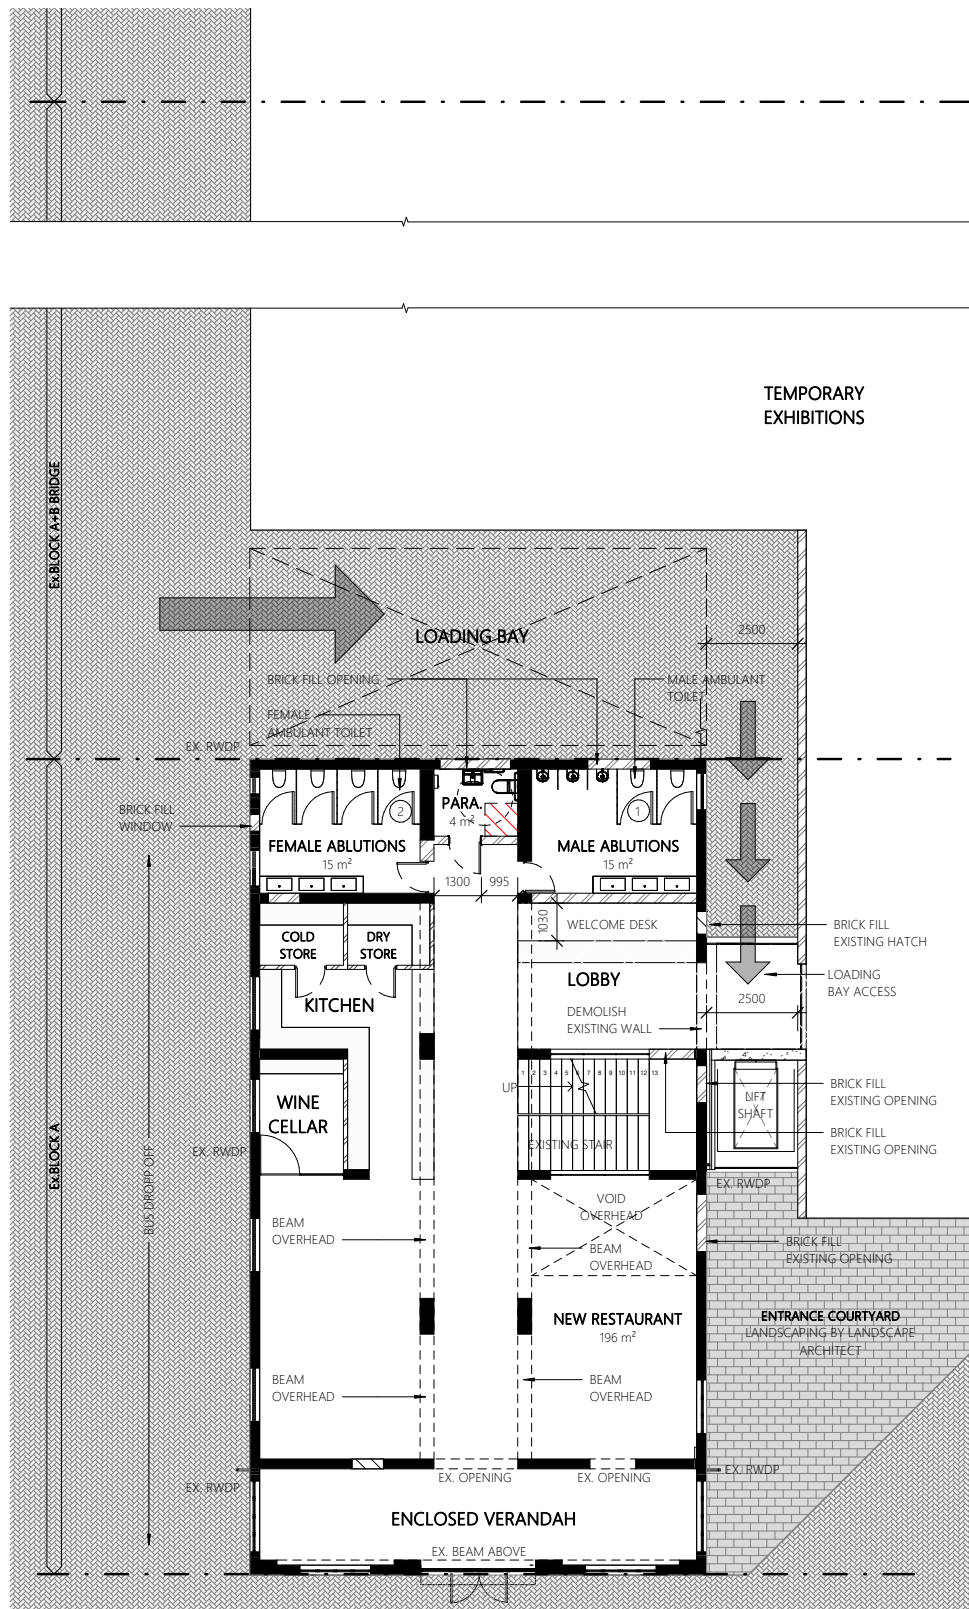 TEMPORARY
EXHIBITIONS
Ex.BLOCK A+B BRIDGE
LOADING BAY
2500
BRICK FILL OPENING
MALE AMBULANT
TOILET
FEMALE
AMBULANT TOILET
EX. RWDP
BRICK FILL
WINDOW
PARA.
4 m²
2
1
FEMALE ABLUTIONS
15 m²
MALE ABLUTIONS
15 m²
1300
995
1030
WELCOME DESK
BRICK FILL
EXISTING HATCH
COLD
STORE
DRY
STORE
LOBBY
LOADING
BAY ACCESS
KITCHEN
2500
DEMOLISH
EXISTING WALL
1 2 3 4 5 6 7 8 9 10 11 12 13
UP
BRICK FILL
EXISTING OPENING
LIFT
SHAFT
WINE
CELLAR
BRICK FILL
EXISTING OPENING
EXISTING STAIR
EX. RWDP
Ex.BLOCK A
BUS DROPP OFF
EX. RWDP
VOID
OVERHEAD
BEAM
OVERHEAD
BRICK FILL
EXISTING OPENING
BEAM
OVERHEAD
NEW RESTAURANT
196 m²
ENTRANCE COURTYARD
LANDSCAPING BY LANDSCAPE
ARCHITECT
BEAM
OVERHEAD
BEAM
OVERHEAD
EX. OPENING
EX. OPENING
EX. RWDP
EX. RWDP
ENCLOSED VERANDAH
EX. BEAM ABOVE